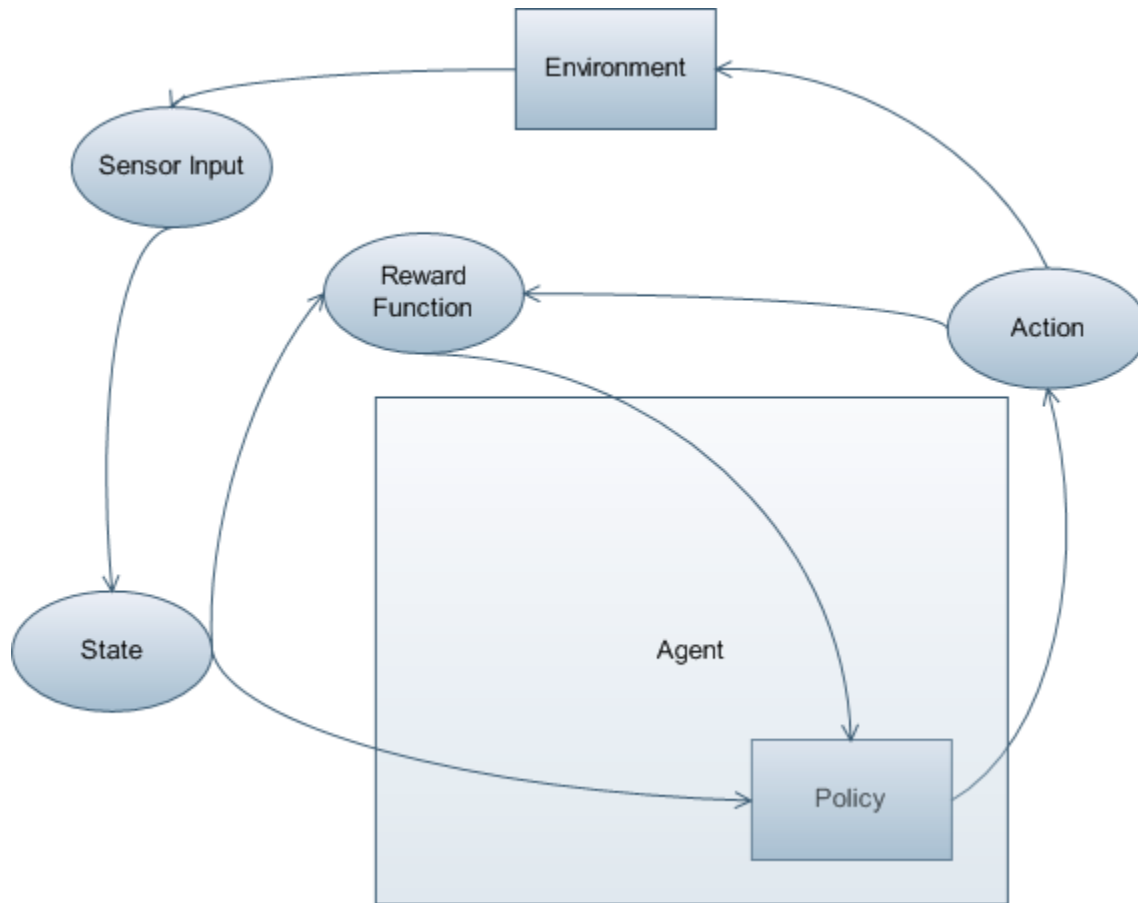 Environment
Sensor Input
Reward
Function
Action
State
Agent
Policy